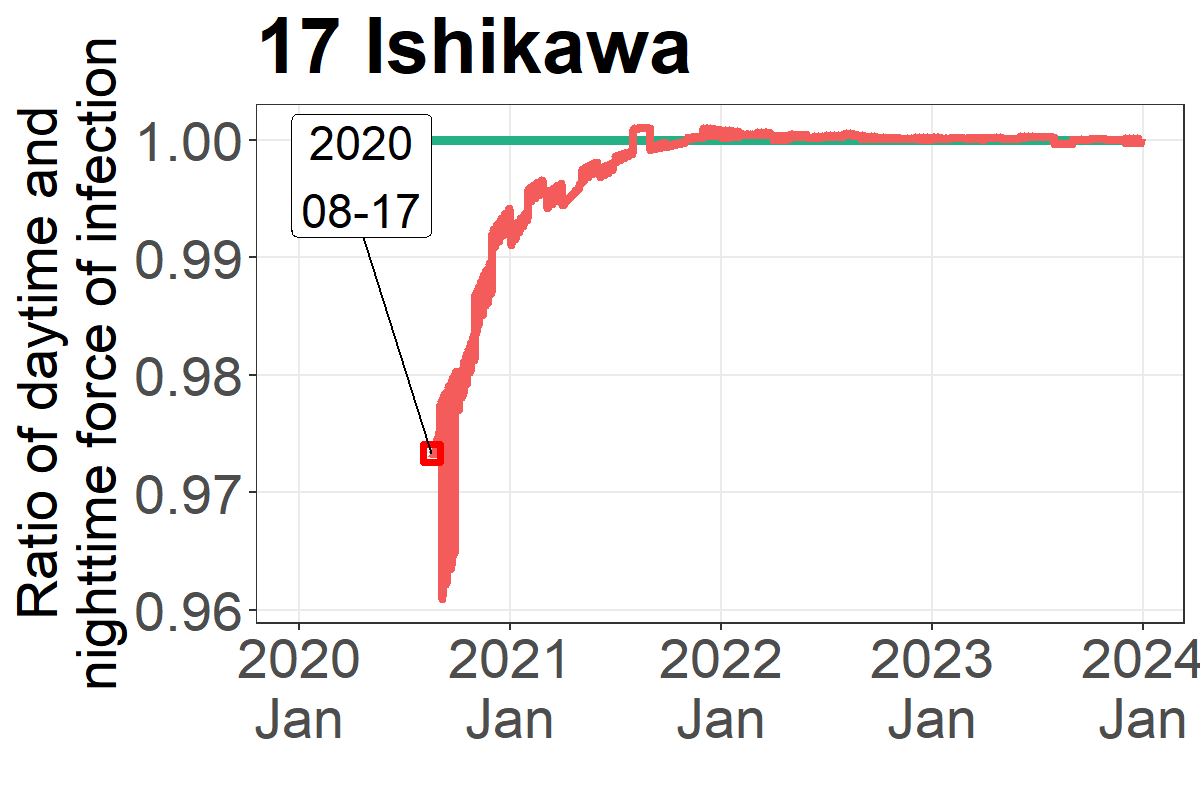 17 Ishikawa
Ratio of daytime and
nighttime force of infection
1.00
0.99
0.98
0.97
0.96
2020
08-17
2020
Jan
2021
Jan
2022
Jan
2023
Jan
2024
Jan